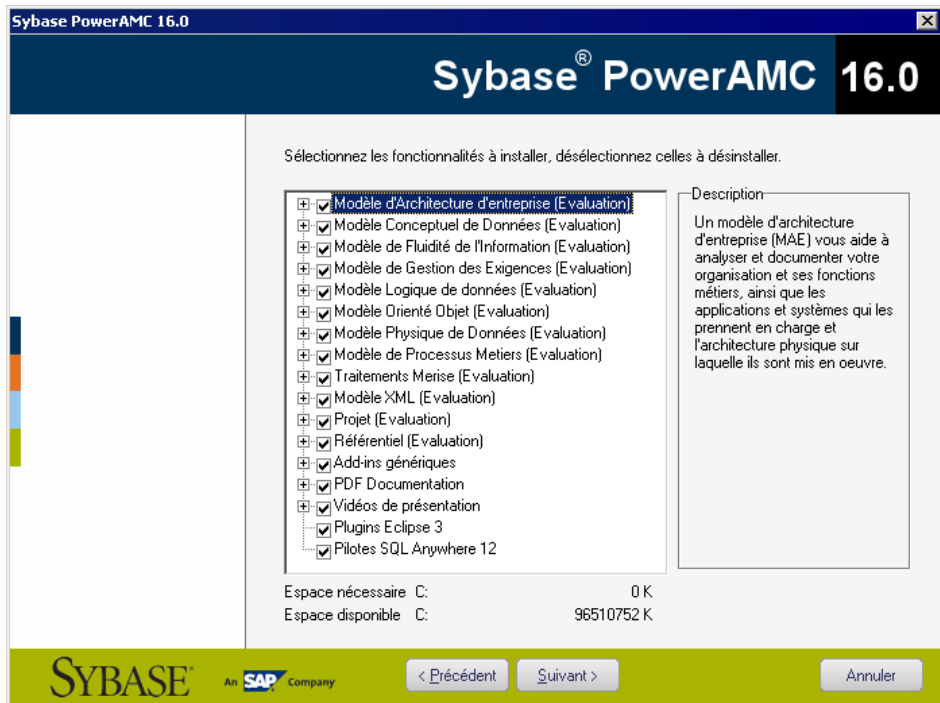 Sybase PowerAMC 16.0
Sybase® PowerAMC 16.0
Sélectionnez les fonctionnalités à installer, désélectionnez celles à désinstaller.
Modèle d'Architecture d'entreprise (Evaluation)
Modèle Conceptuel de Données (Evaluation)
Modèle de Fluidité de l'Information (Evaluation)
Modèle de Gestion des Exigences (Evaluation)
Modèle Logique de données (Evaluation)
Modèle Orienté Objet (Evaluation)
Modèle Physique de Données (Evaluation)
Modèle de Processus Metiers (Evaluation)
Traitements Merise (Evaluation)
Modèle XML (Evaluation)
Projet (Evaluation)
Référentiel (Evaluation)
Add-ins génériques
PDF Documentation
Vidéos de présentation
Plugins Eclipse 3
Pilotes SQL Anywhere 12
Description
Un modèle d'architecture
d'entreprise (MAE) vous aide à
analyser et documenter votre
organisation et ses fonctions
métiers, ainsi que les
applications et systèmes qui les
prennent en charge et
l'architecture physique sur
laquelle ils sont mis en oeuvre.
Espace nécessaire C: 0 K
Espace disponible C: 96510752 K
SYBASE An SAP Company
< Précédent
Suivant >
Annuler